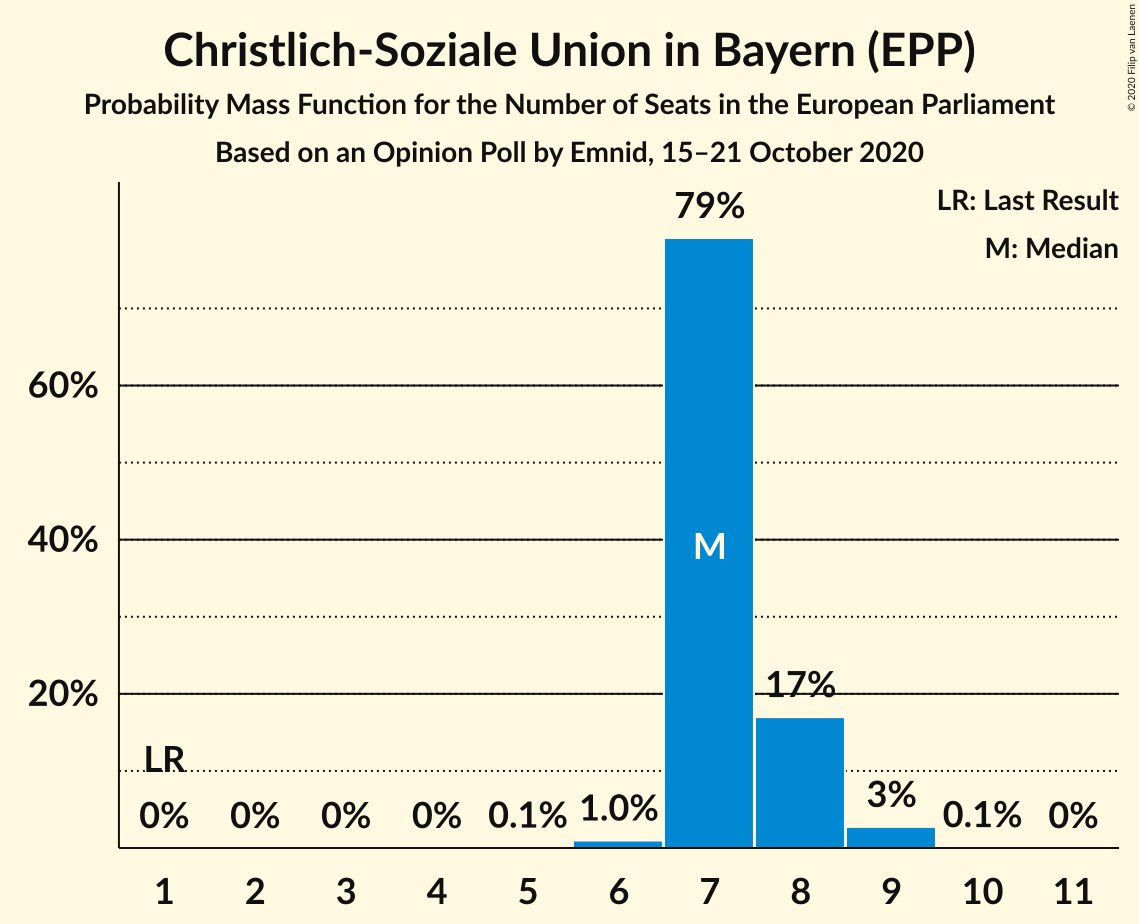 Christlich-Soziale Union in Bayern (EPP)
Probability Mass Function for the Number of Seats in the European Parliament
Based on an Opinion Poll by Emnid, 15–21 October 2020
© 2020 Filip van Laenen
LR: Last Result
M: Median
79%
60%
40%
M
20%
17%
LR
0% 0% 0% 0% 0.1% 1.0% 3% 0.1% 0%
1 2 3 4 5 6 7 8 9 10 11